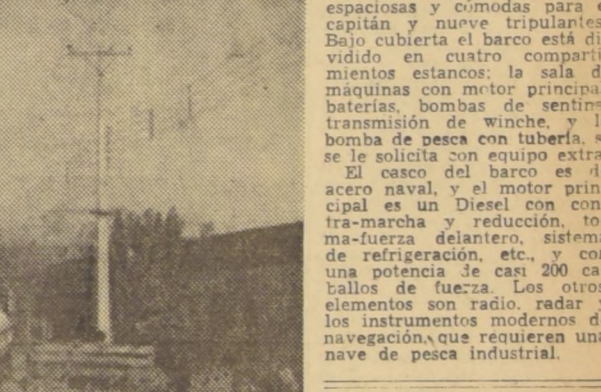 espaciosas y cómodas para e
capitán y nueve tripulantes
Bajo cubierta el barco está di
vidido en cuatro comparti
mientos estancos; la sala d
máquinas con motor principa
baterías, bombas de sentina
transmisión de winche, y l
bomba de pesca con tubería, s
se le solicita con equipo extra
El casco del barco es d
acero naval, y el motor prin
cipal es un Diesel con con
tra-marcha y reducción, to
ma-fuerza delantero, sistema
de refrigeración, etc., y con
una potencia de casi 200 ca
ballos de fuerza. Los otros
elementos son radio, radar y
los instrumentos modernos d
navegación, que requieren una
nave de pesca industrial.